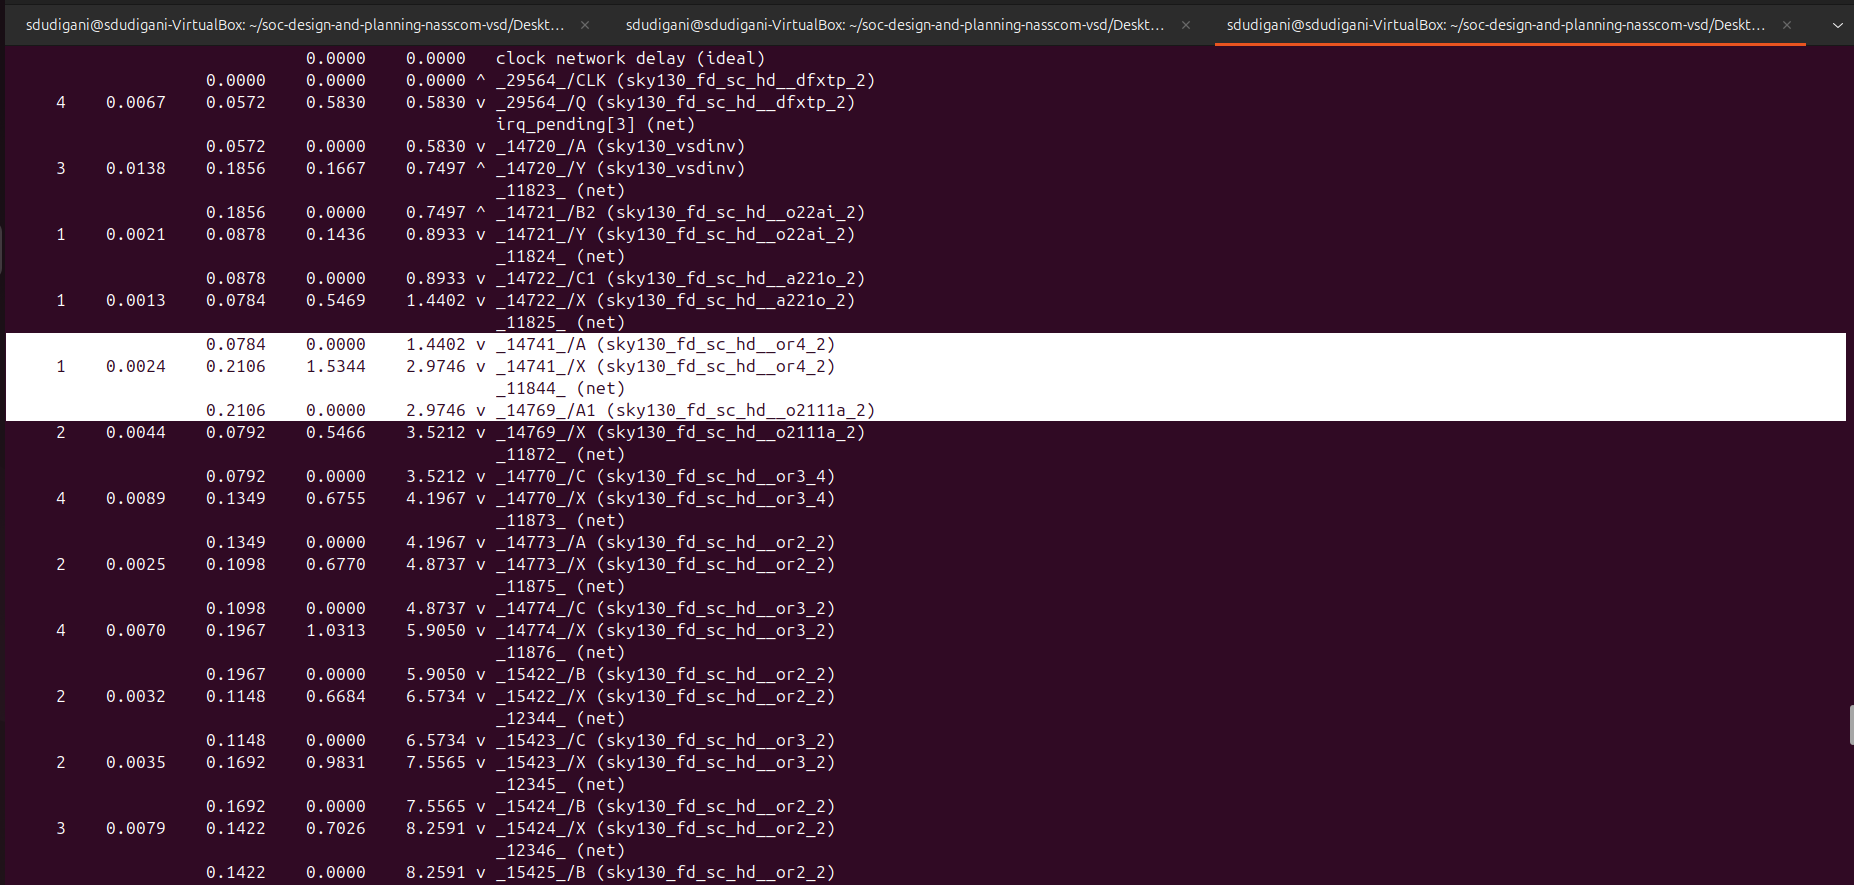 sdudigani@sdudigani-VirtualBox: ~/soc-design-and-planning-nasscom-vsd/Deskt... × sdudigani@sdudigani-VirtualBox: ~/soc-design-and-planning-nasscom-vsd/Deskt... × sdudigani@sdudigani-VirtualBox: ~/soc-design-and-planning-nasscom-vsd/Deskt... ×
0.0000 0.0000 clock network delay (ideal)
0.0000 0.0000 0.0000 ^ _29564_/CLK (sky130_fd_sc_hd__dfxtp_2)
4 0.0067 0.0572 0.5830 0.5830 v _29564_/Q (sky130_fd_sc_hd__dfxtp_2)
irq_pending[3] (net)
0.0572 0.0000 0.5830 v _14720_/A (sky130_vsdinv)
3 0.0138 0.1856 0.1667 0.7497 ^ _14720_/Y (sky130_vsdinv)
_11823_ (net)
0.1856 0.0000 0.7497 ^ _14721_/B2 (sky130_fd_sc_hd__o22ai_2)
1 0.0021 0.0878 0.1436 0.8933 v _14721_/Y (sky130_fd_sc_hd__o22ai_2)
_11824_ (net)
0.0878 0.0000 0.8933 v _14722_/C1 (sky130_fd_sc_hd__a221o_2)
1 0.0013 0.0784 0.5469 1.4402 v _14722_/X (sky130_fd_sc_hd__a221o_2)
_11825_ (net)
0.0784 0.0000 1.4402 v _14741_/A (sky130_fd_sc_hd__or4_2)
1 0.0024 0.2106 1.5344 2.9746 v _14741_/X (sky130_fd_sc_hd__or4_2)
_11844_ (net)
0.2106 0.0000 2.9746 v _14769_/A1 (sky130_fd_sc_hd__o2111a_2)
2 0.0044 0.0792 0.5466 3.5212 v _14769_/X (sky130_fd_sc_hd__o2111a_2)
_11872_ (net)
0.0792 0.0000 3.5212 v _14770_/C (sky130_fd_sc_hd__or3_4)
4 0.0089 0.1349 0.6755 4.1967 v _14770_/X (sky130_fd_sc_hd__or3_4)
_11873_ (net)
0.1349 0.0000 4.1967 v _14773_/A (sky130_fd_sc_hd__or2_2)
2 0.0025 0.1098 0.6770 4.8737 v _14773_/X (sky130_fd_sc_hd__or2_2)
_11875_ (net)
0.1098 0.0000 4.8737 v _14774_/C (sky130_fd_sc_hd__or3_2)
4 0.0070 0.1967 1.0313 5.9050 v _14774_/X (sky130_fd_sc_hd__or3_2)
_11876_ (net)
0.1967 0.0000 5.9050 v _15422_/B (sky130_fd_sc_hd__or2_2)
2 0.0032 0.1148 0.6684 6.5734 v _15422_/X (sky130_fd_sc_hd__or2_2)
_12344_ (net)
0.1148 0.0000 6.5734 v _15423_/C (sky130_fd_sc_hd__or3_2)
2 0.0035 0.1692 0.9831 7.5565 v _15423_/X (sky130_fd_sc_hd__or3_2)
_12345_ (net)
0.1692 0.0000 7.5565 v _15424_/B (sky130_fd_sc_hd__or2_2)
3 0.0079 0.1422 0.7026 8.2591 v _15424_/X (sky130_fd_sc_hd__or2_2)
_12346_ (net)
0.1422 0.0000 8.2591 v _15425_/B (sky130_fd_sc_hd__or2_2)